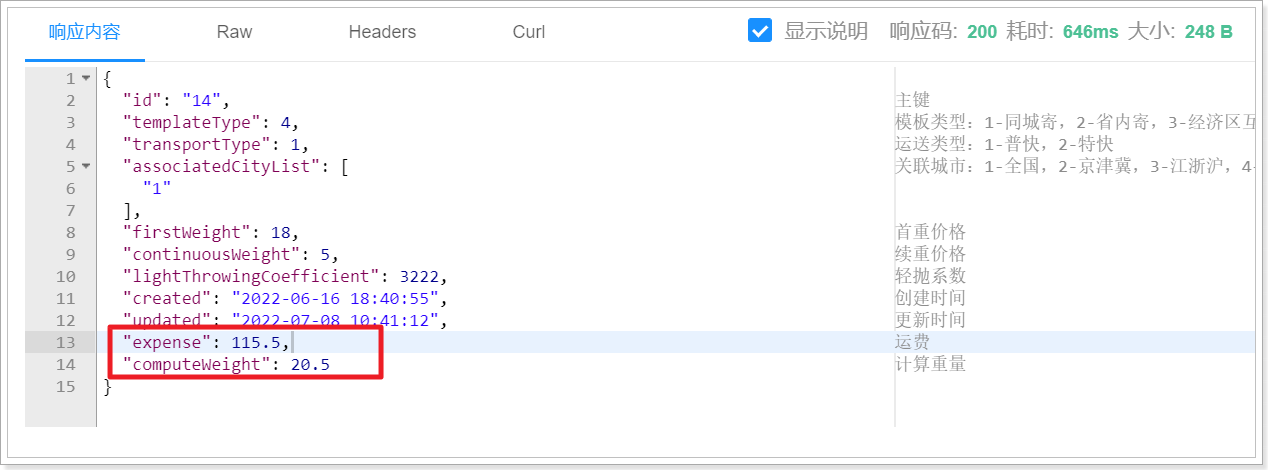 响应内容 Raw Headers Curl 显示说明 响应码: 200 耗时: 646ms 大小: 248 B
1 {
2 "id": "14", 主键
3 "templateType": 4, 模板类型: 1-同城寄, 2-省内寄, 3-经济区互
4 "transportType": 1, 运送类型: 1-普快, 2-特快
5 "associatedCityList": [ 关联城市: 1-全国, 2-京津冀, 3-江浙沪, 4-
6 "1"
7 ],
8 "firstWeight": 18, 首重价格
9 "continuousWeight": 5, 续重价格
10 "lightThrowingCoefficient": 3222, 轻抛系数
11 "created": "2022-06-16 18:40:55", 创建时间
12 "updated": "2022-07-08 10:41:12", 更新时间
13 "expense": 115.5, 运费
14 "computeWeight": 20.5 计算重量
15 }